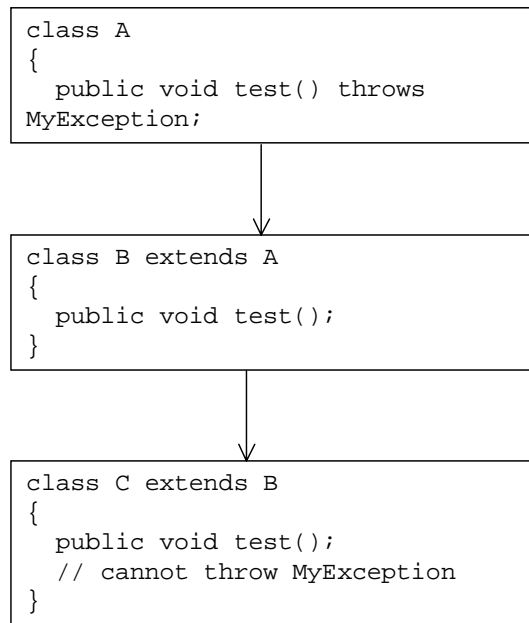 class A
{
  public void test() throws
MyException;
class B extends A
{
  public void test();
}
class C extends B
{
  public void test();
  // cannot throw MyException
}